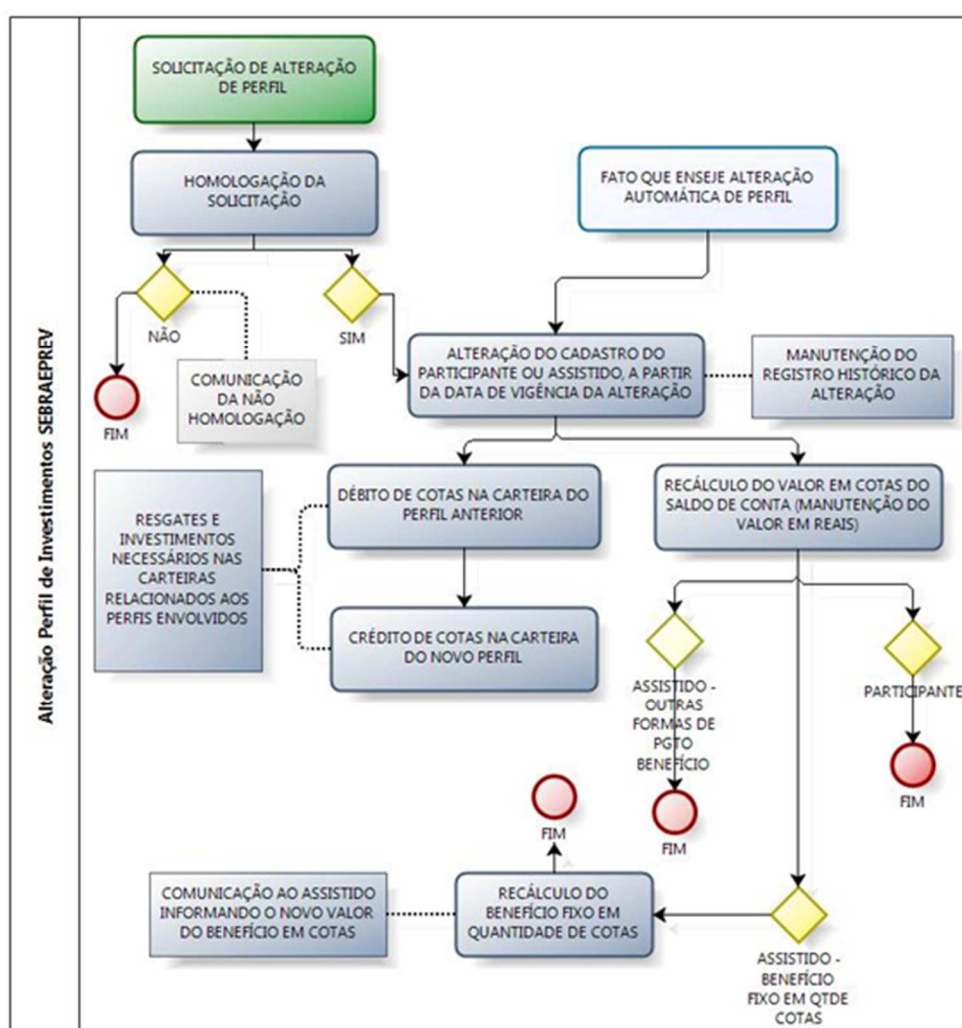 Alteração Perfil de Investimentos SEBRAEPREV
SOLICITAÇÃO DE ALTERAÇÃO
DE PERFIL
HOMOLOGAÇÃO DA
SOLICITAÇÃO
FATO QUE ENSEJE ALTERAÇÃO
AUTOMÁTICA DE PERFIL
NÃO
SIM
FIM
COMUNICAÇÃO
DA NÃO
HOMOLOGAÇÃO
ALTERAÇÃO DO CADASTRO DO
PARTICIPANTE OU ASSISTIDO, A PARTIR
DA DATA DE VIGÊNCIA DA ALTERAÇÃO
MANUTENÇÃO DO
REGISTRO HISTÓRICO DA
ALTERAÇÃO
RESGATES E
INVESTIMENTOS
NECESSÁRIOS NAS
CARTEIRAS
RELACIONADOS AOS
PERFIS ENVOLVIDOS
DÉBITO DE COTAS NA CARTEIRA DO
PERFIL ANTERIOR
RECÁLCULO DO VALOR EM COTAS DO
SALDO DE CONTA (MANUTENÇÃO DO
VALOR EM REAIS)
CRÉDITO DE COTAS NA CARTEIRA
DO NOVO PERFIL
ASSISTIDO -
OUTRAS
FORMAS DE
PGTO
BENEFÍCIO
PARTICIPANTE
FIM
FIM
FIM
COMUNICAÇÃO AO ASSISTIDO
INFORMANDO O NOVO VALOR
DO BENEFÍCIO EM COTAS
RECÁLCULO DO
BENEFÍCIO FIXO EM
QUANTIDADE DE COTAS
ASSISTIDO -
BENEFÍCIO
FIXO EM QTDE
COTAS